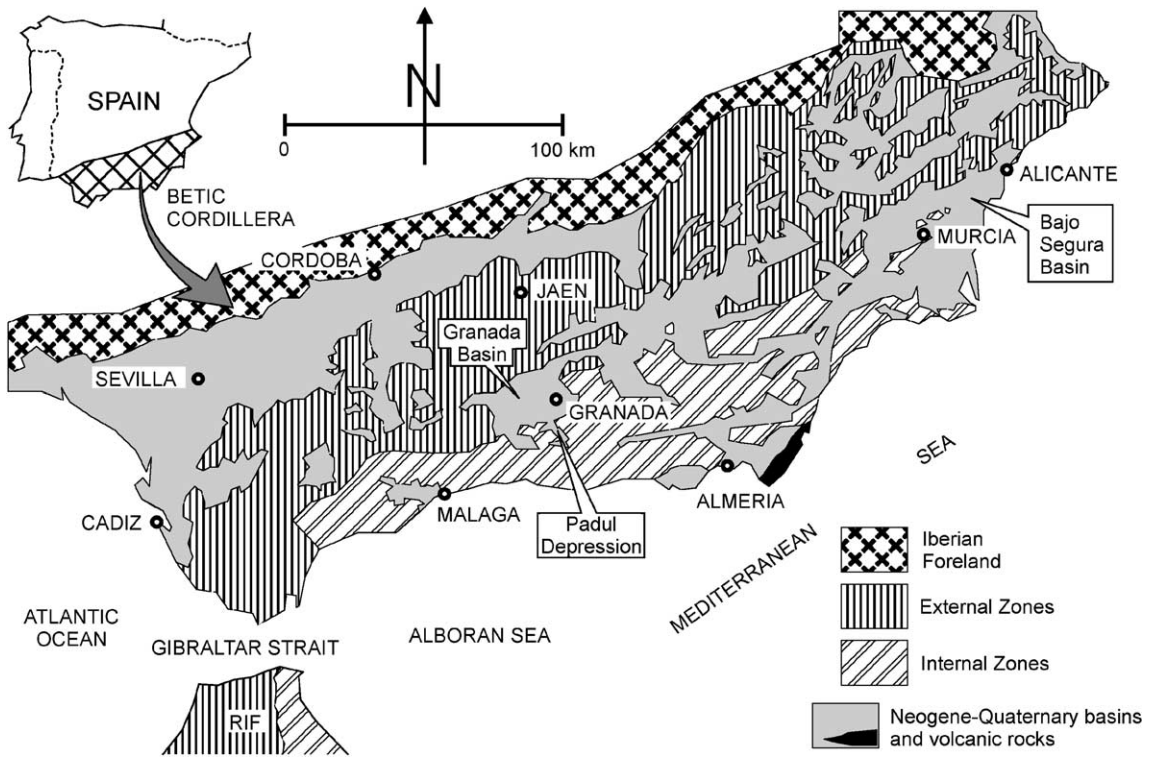 SPAIN
N
0
100 km
BETIC
CORDILLERA
CORDOBA
JAEN
Granada
Basin
SEVILLA
GRANADA
ALICANTE
MURCIA
Bajo
Segura
Basin
CADIZ
MALAGA
ALMERIA
Padul
Depression
SEA
MEDITERRANEAN
ATLANTIC
OCEAN
GIBRALTAR STRAIT
ALBORAN SEA
RIF
Iberian
Foreland
External Zones
Internal Zones
Neogene-Quaternary basins
and volcanic rocks